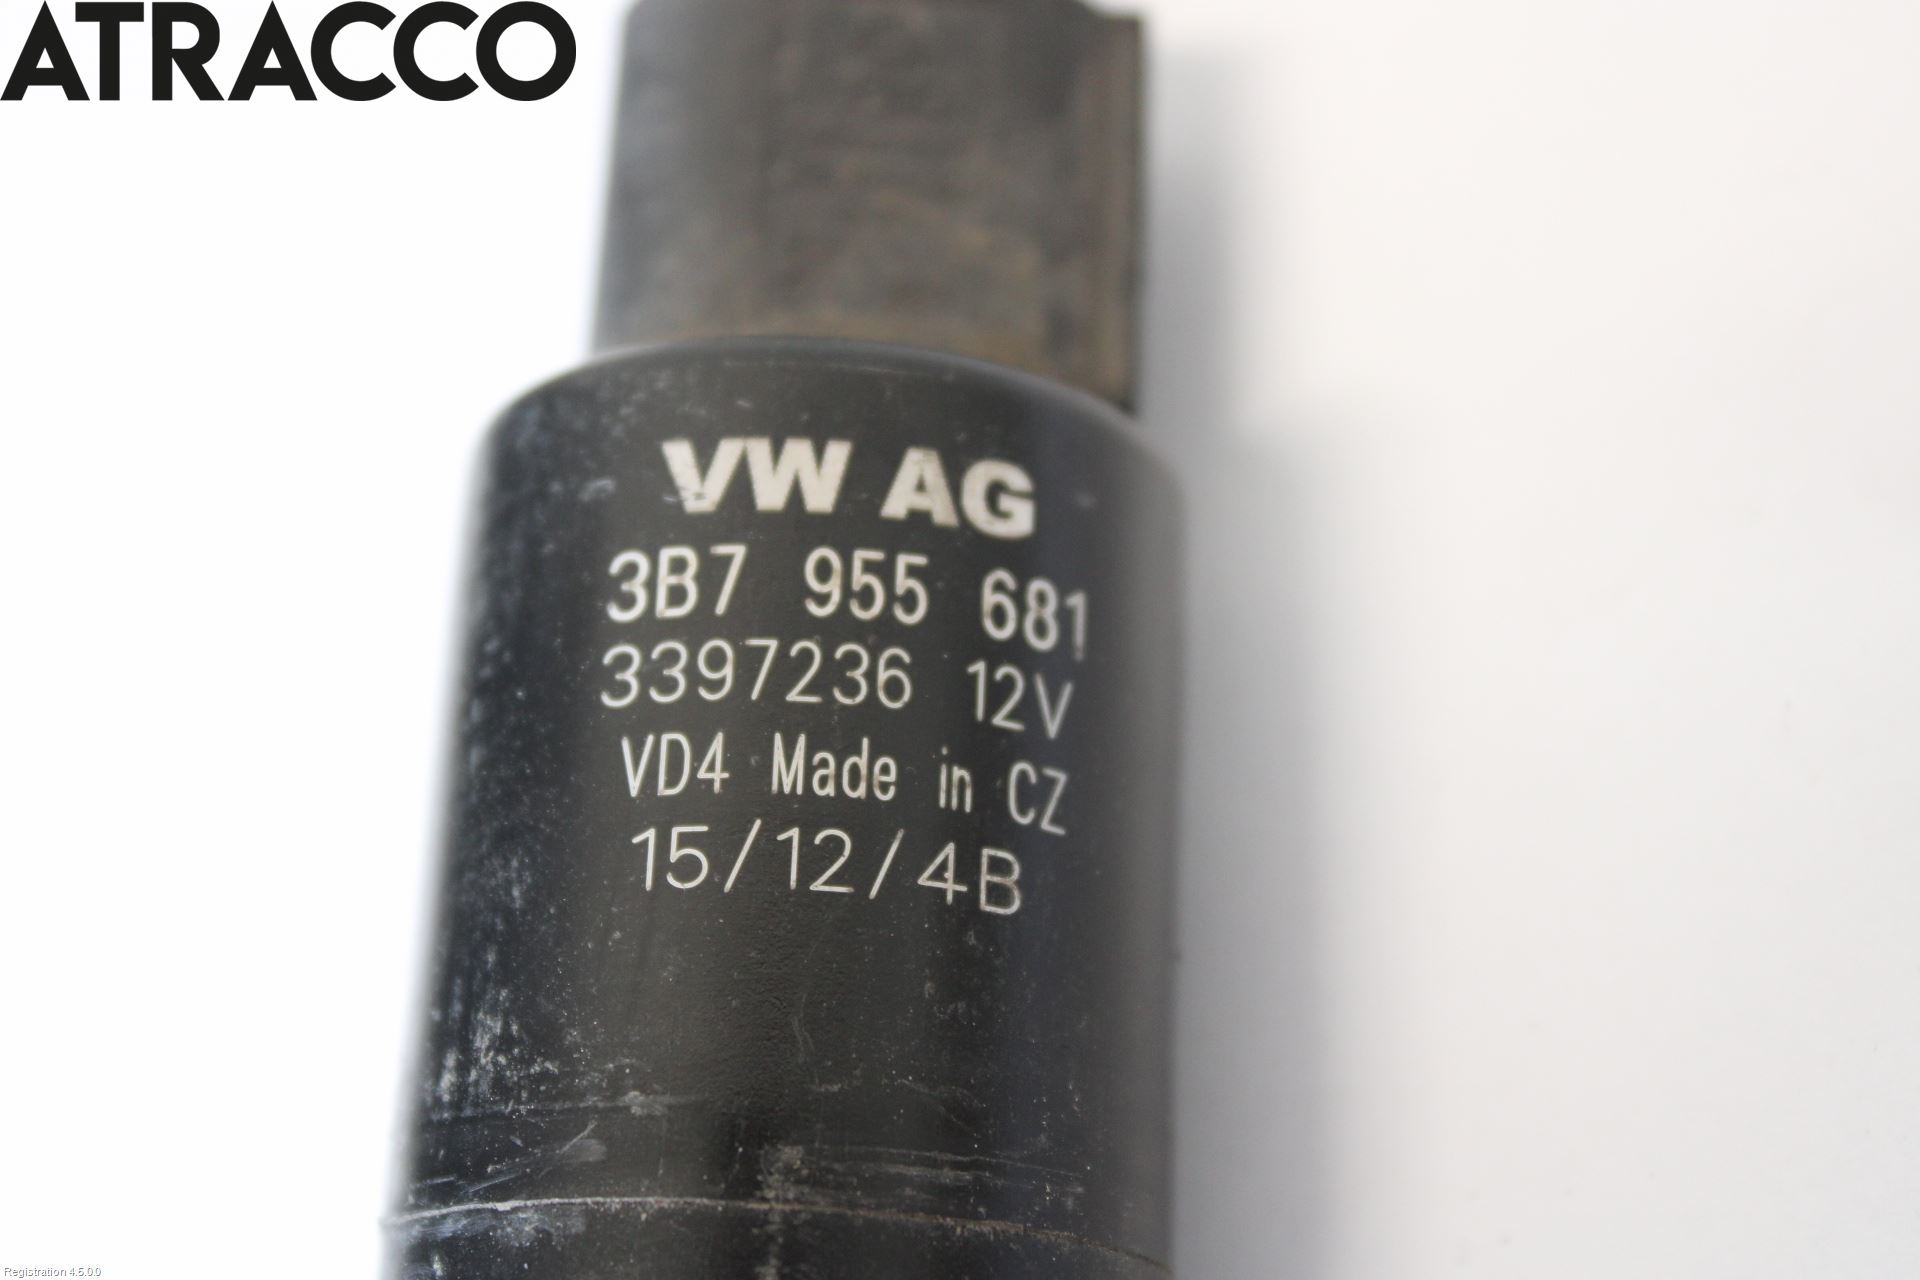 ATRACCO
VW AG
3B7 955 681
3397236 12V
VD4 Made in CZ
15/12/4B
Registration 4.5.0.0